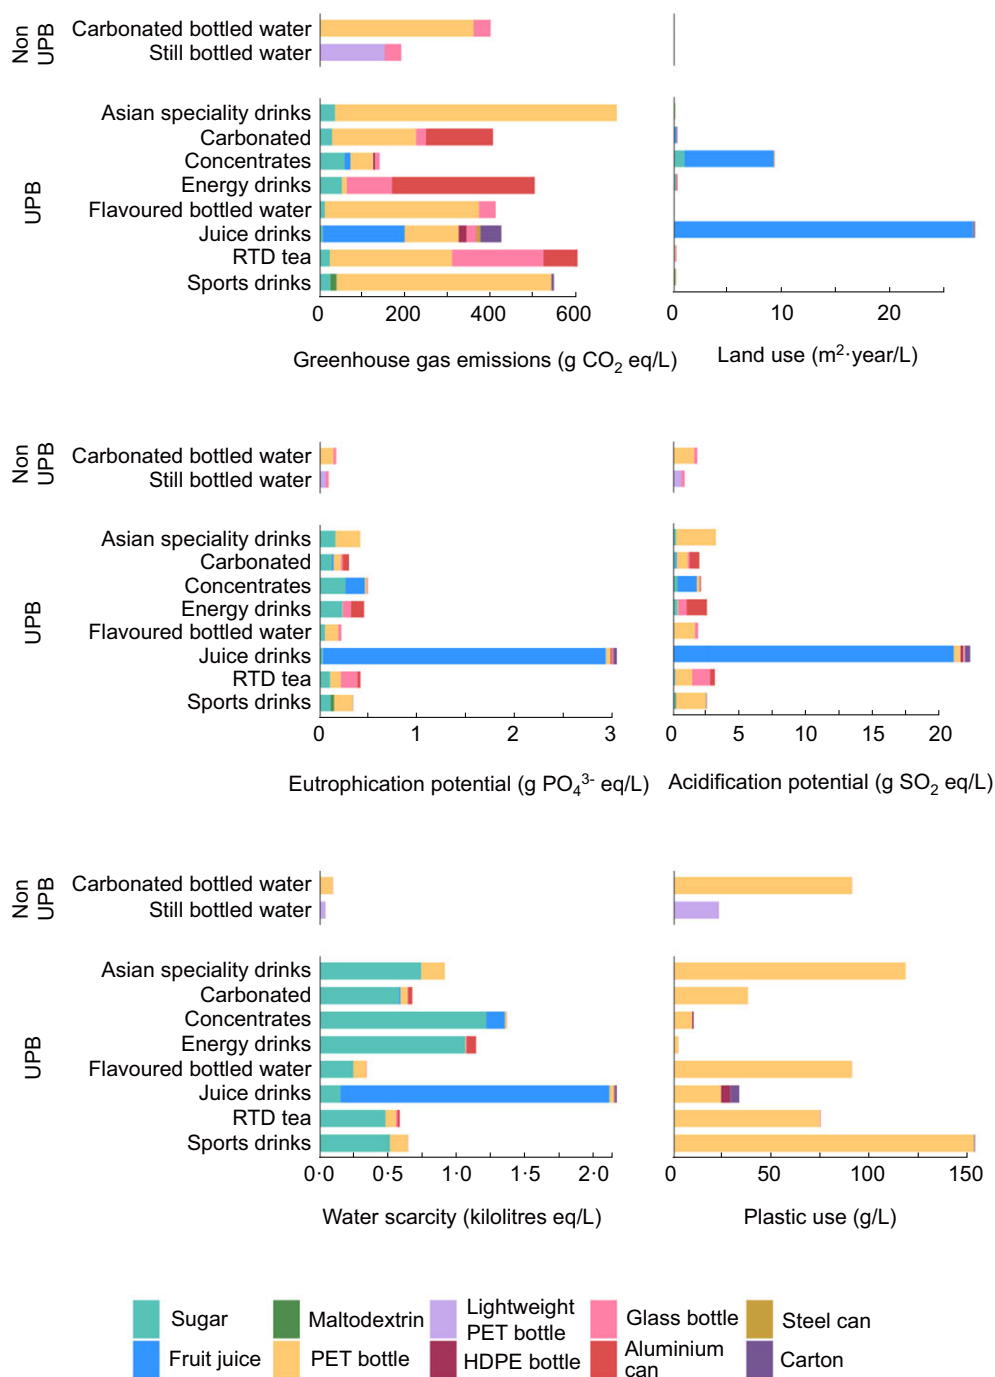 Non
UPB
Carbonated bottled water
Still bottled water
UPB
Asian speciality drinks
Carbonated
Concentrates
Energy drinks
Flavoured bottled water
Juice drinks
RTD tea
Sports drinks
0 200 400 600
Greenhouse gas emissions (g CO₂ eq/L)
0 10 20
Land use (m²·year/L)
Non
UPB
Carbonated bottled water
Still bottled water
UPB
Asian speciality drinks
Carbonated
Concentrates
Energy drinks
Flavoured bottled water
Juice drinks
RTD tea
Sports drinks
0 1 2 3
Eutrophication potential (g PO₄³⁻ eq/L)
0 5 10 15 20
Acidification potential (g SO₂ eq/L)
Non
UPB
Carbonated bottled water
Still bottled water
UPB
Asian speciality drinks
Carbonated
Concentrates
Energy drinks
Flavoured bottled water
Juice drinks
RTD tea
Sports drinks
0·0 0·5 1·0 1·5 2·0
Water scarcity (kilolitres eq/L)
0 50 100 150
Plastic use (g/L)
Sugar
Maltodextrin
Lightweight
PET bottle
Glass bottle
Steel can
Fruit juice
PET bottle
HDPE bottle
Aluminium
can
Carton